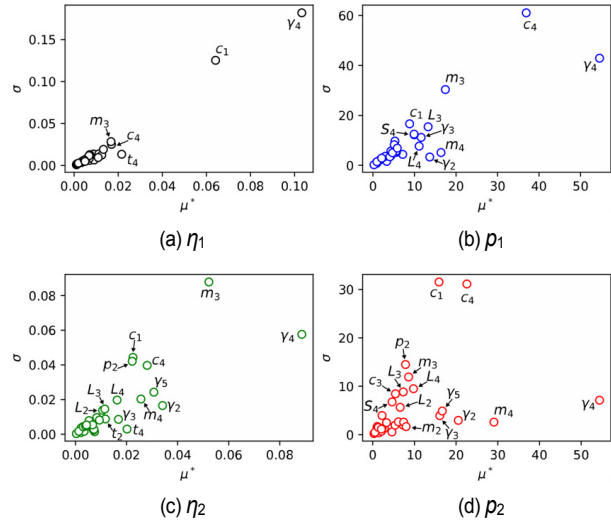 0.15
0.10
0.05
0.00
σ
γ4
c1
m3
c4
t4
0.00 0.02 0.04 0.06 0.08 0.10
μ*
(a) η1
60
40
20
0
σ
c4
γ4
m3
c1 L3
S4 γ3
m4
L4 γ2
0 10 20 30 40 50
μ*
(b) p1
0.08
0.06
0.04
0.02
0.00
σ
m3
γ4
c1
p2 c4
L3 L4 γ5
L2 m4 γ2
γ3
t2 t4
0.00 0.02 0.04 0.06 0.08
μ*
(c) η2
30
20
10
0
σ
c1 c4
p2
m3
L3 L4
c3 γ5
S4 L2 m4
γ4
m2 γ3 γ2
0 10 20 30 40 50
μ*
(d) p2